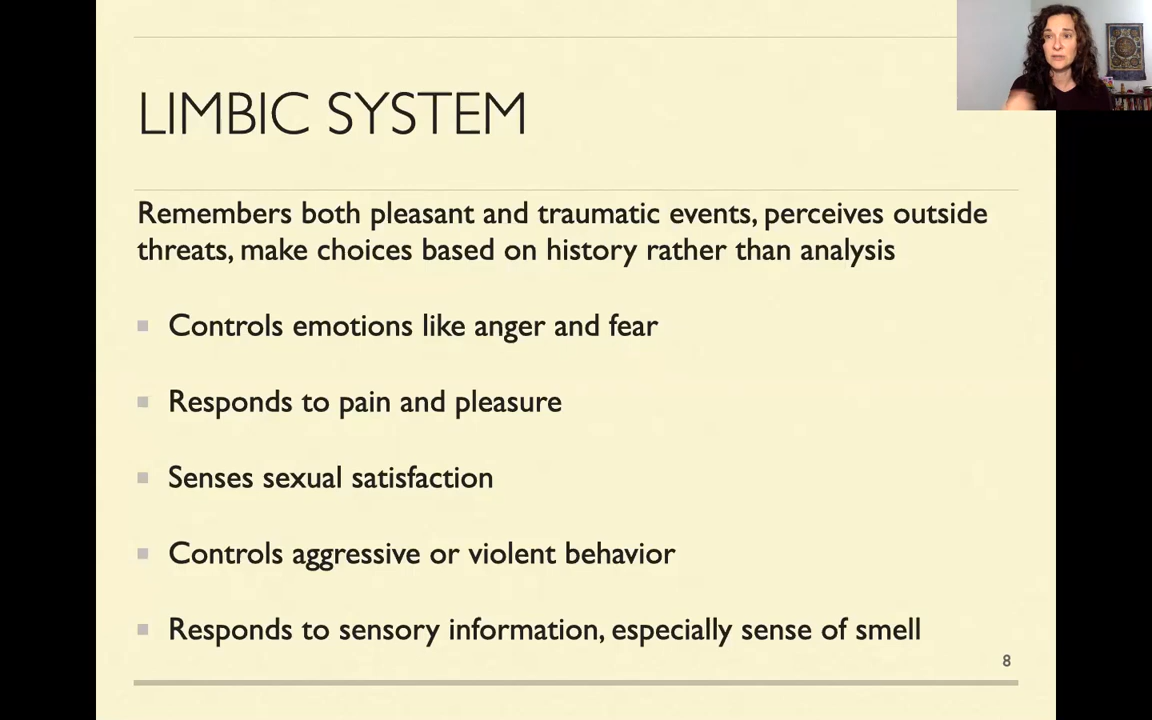 LIMBIC SYSTEM
Remembers both pleasant and traumatic events, perceives outside
threats, make choices based on history rather than analysis
Controls emotions like anger and fear
Responds to pain and pleasure
Senses sexual satisfaction
Controls aggressive or violent behavior
Responds to sensory information, especially sense of smell
8